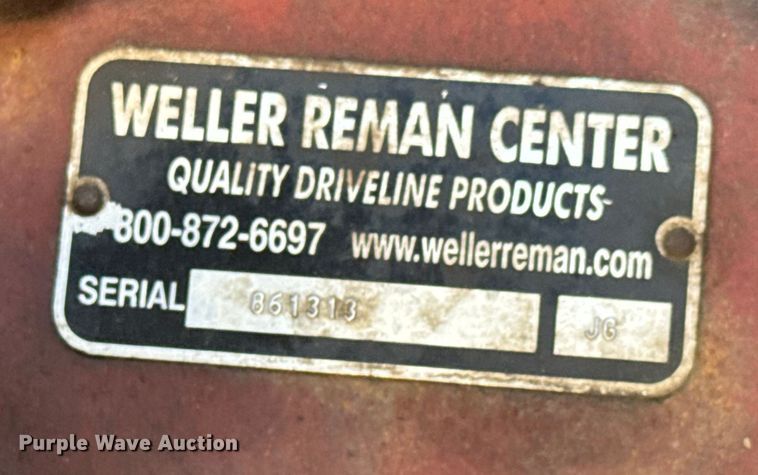 WELLER REMAN CENTER
QUALITY DRIVELINE PRODUCTS
800-872-6697 www.wellerreman.com
SERIAL 861313 JG
Purple Wave Auction